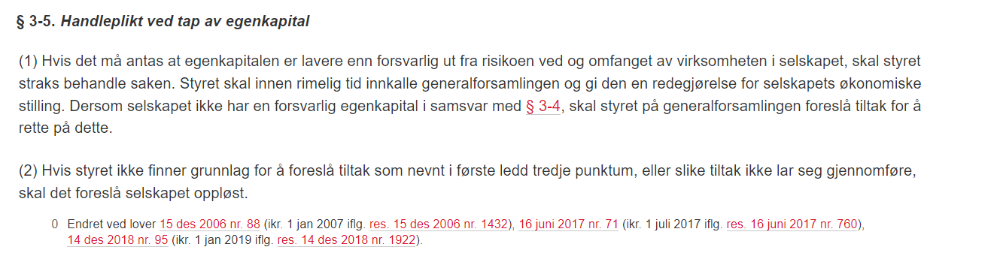 § 3-5. Handleplikt ved tap av egenkapital
(1) Hvis det må antas at egenkapitalen er lavere enn forsvarlig ut fra risikoen ved og omfanget av virksomheten i selskapet, skal styret
straks behandle saken. Styret skal innen rimelig tid innkalle generalforsamlingen og gi den en redegjørelse for selskapets økonomiske
stilling. Dersom selskapet ikke har en forsvarlig egenkapital i samsvar med § 3-4, skal styret på generalforsamlingen foreslå tiltak for å
rette på dette.
(2) Hvis styret ikke finner grunnlag for å foreslå tiltak som nevnt i første ledd tredje punktum, eller slike tiltak ikke lar seg gjennomføre,
skal det foreslå selskapet oppløst.
0 Endret ved lover 15 des 2006 nr. 88 (ikr. 1 jan 2007 iflg. res. 15 des 2006 nr. 1432), 16 juni 2017 nr. 71 (ikr. 1 juli 2017 iflg. res. 16 juni 2017 nr. 760),
14 des 2018 nr. 95 (ikr. 1 jan 2019 iflg. res. 14 des 2018 nr. 1922).